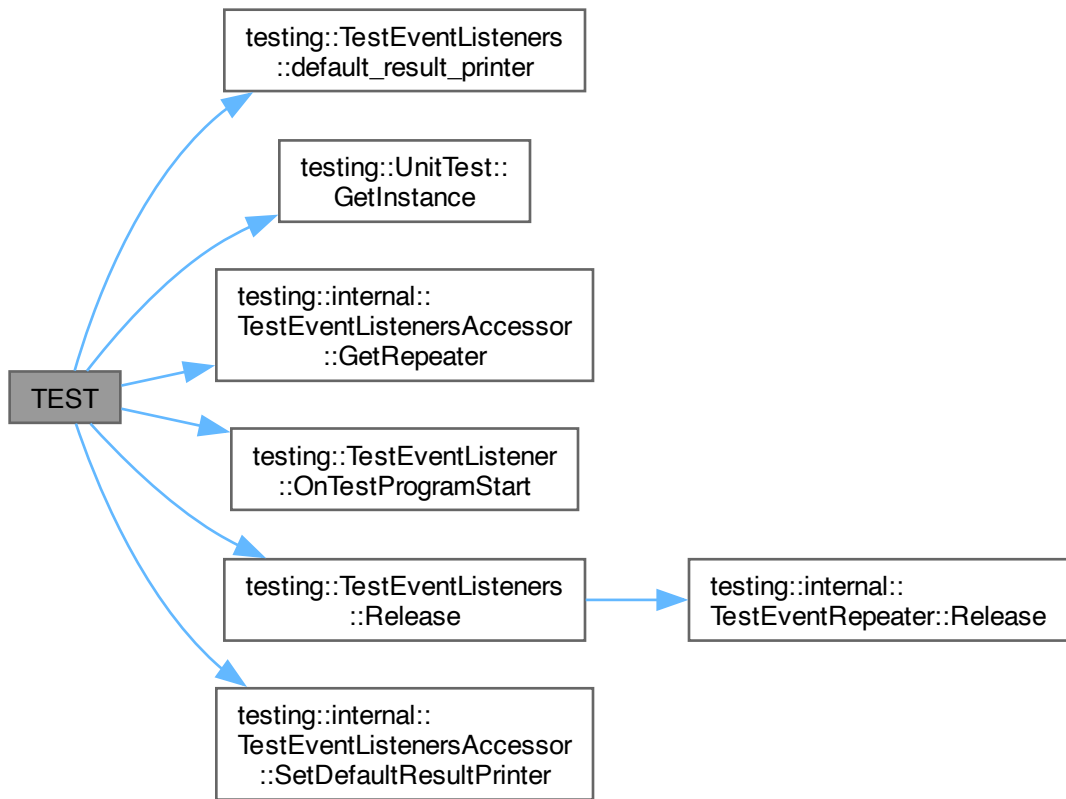 testing::TestEventListeners
::default_result_printer
testing::UnitTest::
GetInstance
testing::internal::
TestEventListenersAccessor
::GetRepeater
TEST
testing::TestEventListener
::OnTestProgramStart
testing::TestEventListeners
::Release
testing::internal::
TestEventRepeater::Release
testing::internal::
TestEventListenersAccessor
::SetDefaultResultPrinter